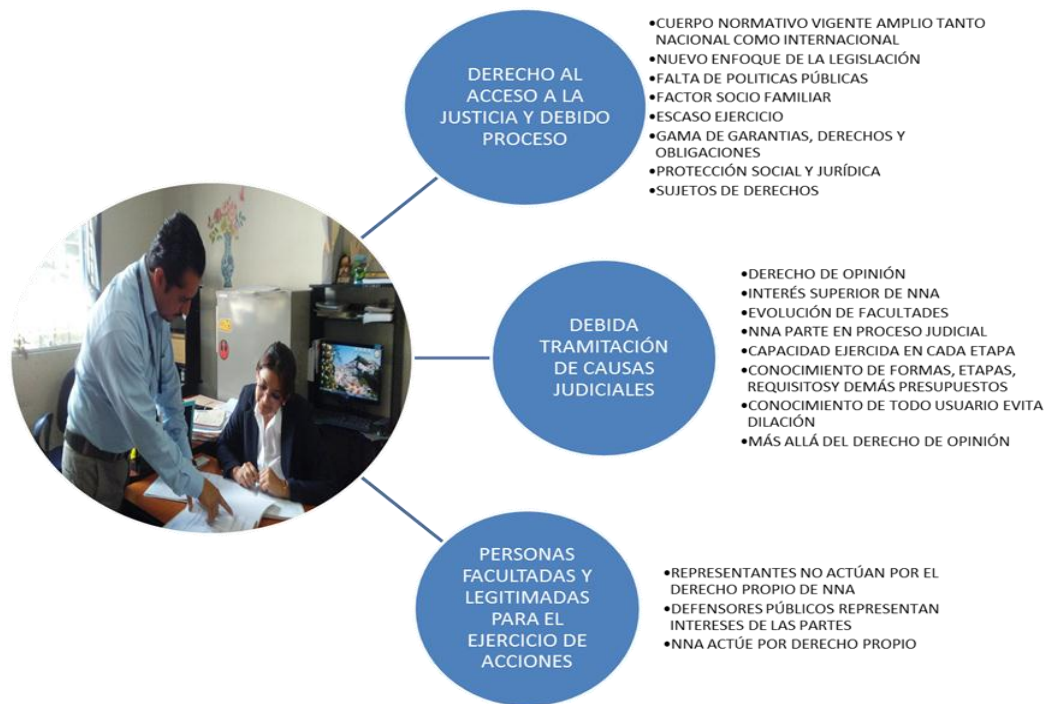 DERECHO AL
ACCESO A LA
JUSTICIA Y DEBIDO
PROCESO
•CUERPO NORMATIVO VIGENTE AMPLIO TANTO
NACIONAL COMO INTERNACIONAL
•NUEVO ENFOQUE DE LA LEGISLACIÓN
•FALTA DE POLITICAS PÚBLICAS
•FACTOR SOCIO FAMILIAR
•ESCASO EJERCICIO
•GAMA DE GARANTIAS, DERECHOS Y
OBLIGACIONES
•PROTECCIÓN SOCIAL Y JURÍDICA
•SUJETOS DE DERECHOS
DEBIDA
TRAMITACIÓN
DE CAUSAS
JUDICIALES
•DERECHO DE OPINIÓN
•INTERÉS SUPERIOR DE NNA
•EVOLUCIÓN DE FACULTADES
•NNA PARTE EN PROCESO JUDICIAL
•CAPACIDAD EJERCIDA EN CADA ETAPA
•CONOCIMIENTO DE FORMAS, ETAPAS,
REQUISITOSY DEMÁS PRESUPUESTOS
•CONOCIMIENTO DE TODO USUARIO EVITA
DILACIÓN
•MÁS ALLÁ DEL DERECHO DE OPINIÓN
PERSONAS
FACULTADAS Y
LEGITIMADAS
PARA EL
EJERCICIO DE
ACCIONES
•REPRESENTANTES NO ACTÚAN POR EL
DERECHO PROPIO DE NNA
•DEFENSORES PÚBLICOS REPRESENTAN
INTERESES DE LAS PARTES
•NNA ACTÚE POR DERECHO PROPIO